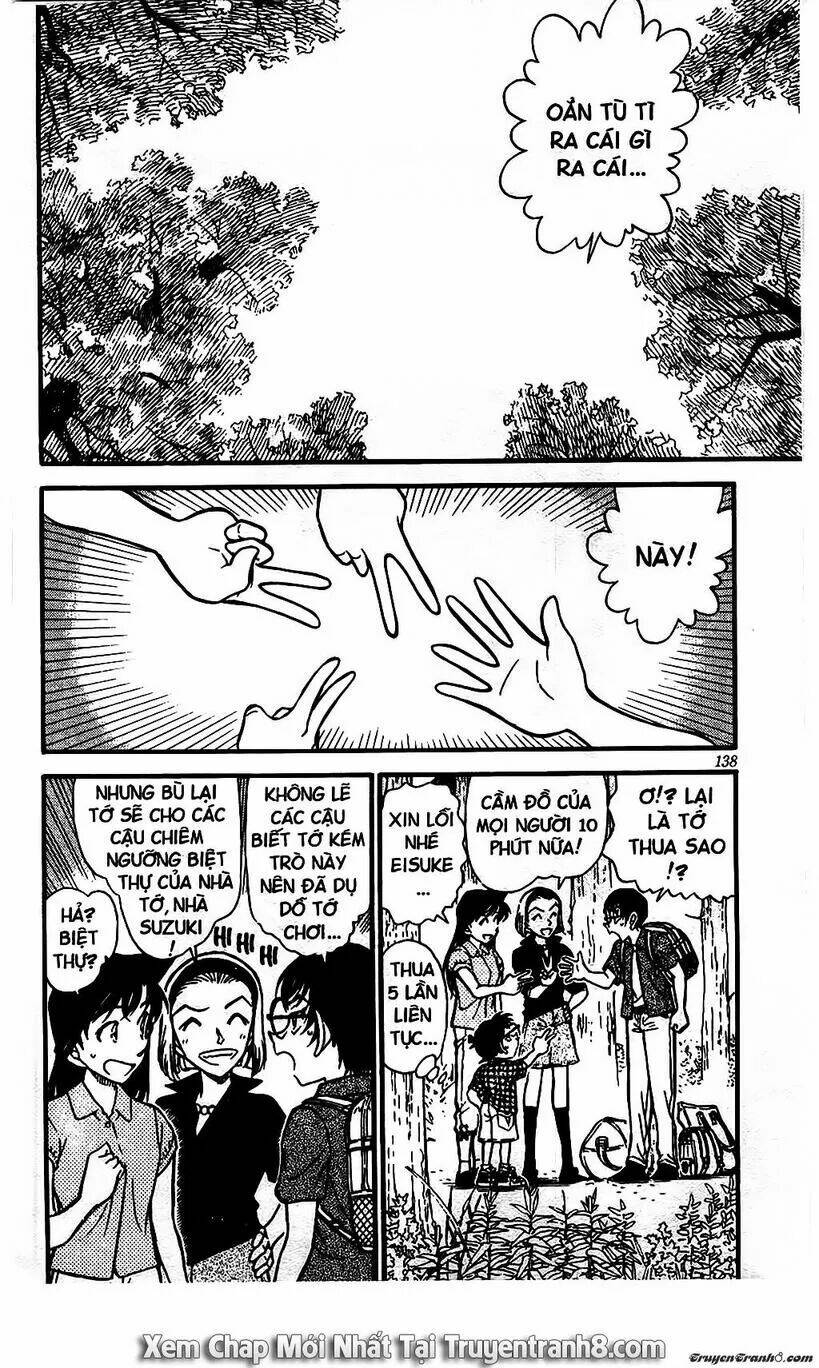 OẲN TÙ TÌ
RA CÁI GÌ
RA CÁI...
NÀY!
138
Ơ!? LẠI
LÀ TỚ
THUA SAO
!?
CẦM ĐỒ CỦA
MỌI NGƯỜI 10
PHÚT NỮA!
XIN LỖI
NHÉ
EISUKE
...
THUA
5 LẦN
LIÊN
TỤC...
KHÔNG LẼ
CÁC CẬU
BIẾT TỚ KÉM
TRÒ NÀY
NÊN ĐÃ DỤ
DỖ TỚ
CHƠI...
NHƯNG BÙ LẠI
TỚ SẼ CHO CÁC
CẬU CHIÊM
NGƯỠNG BIỆT
THỰ CỦA NHÀ
TỚ, NHÀ
SUZUKI
!
HI HI HI
HẢ?
BIỆT
THỰ?
Xem Chap Mới Nhất Tại Truyentranh8.com
TruyenTranh8.com